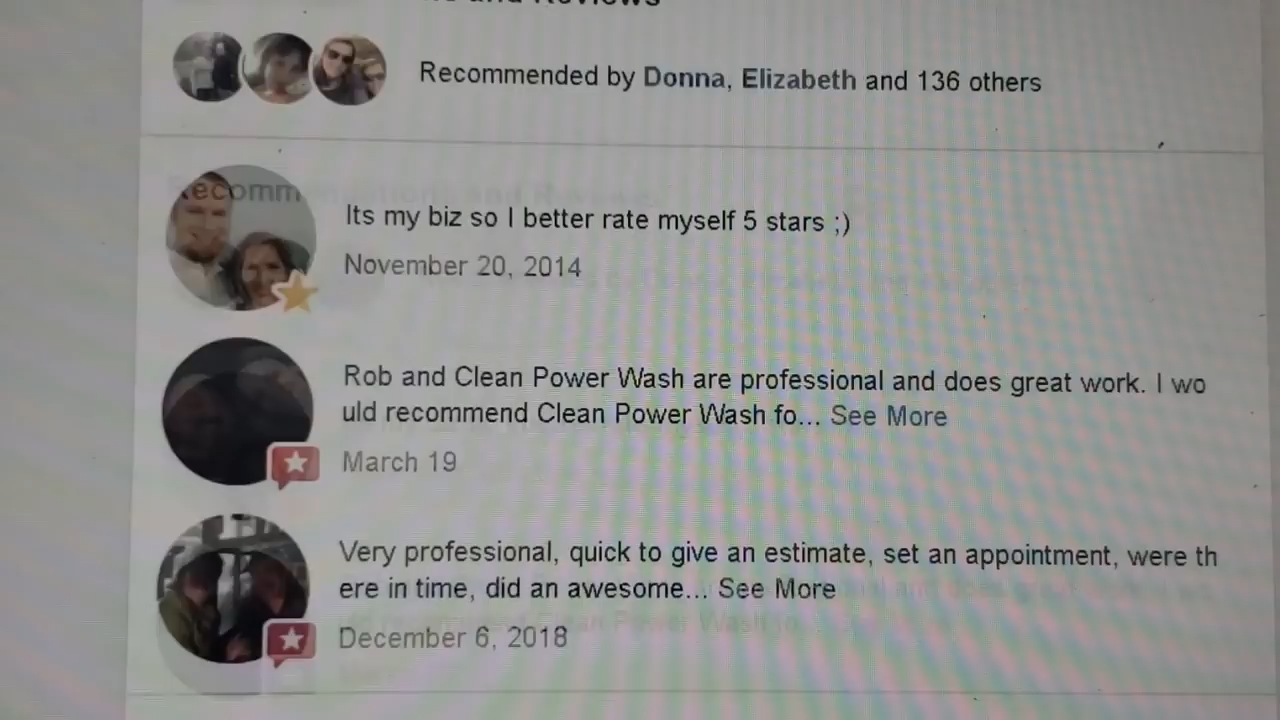 and Reviews
Recommended by Donna, Elizabeth and 136 others
Its my biz so I better rate myself 5 stars ;)
November 20, 2014
Rob and Clean Power Wash are professional and does great work. I wo
uld recommend Clean Power Wash fo... See More
March 19
Very professional, quick to give an estimate, set an appointment, were th
ere in time, did an awesome... See More
December 6, 2018